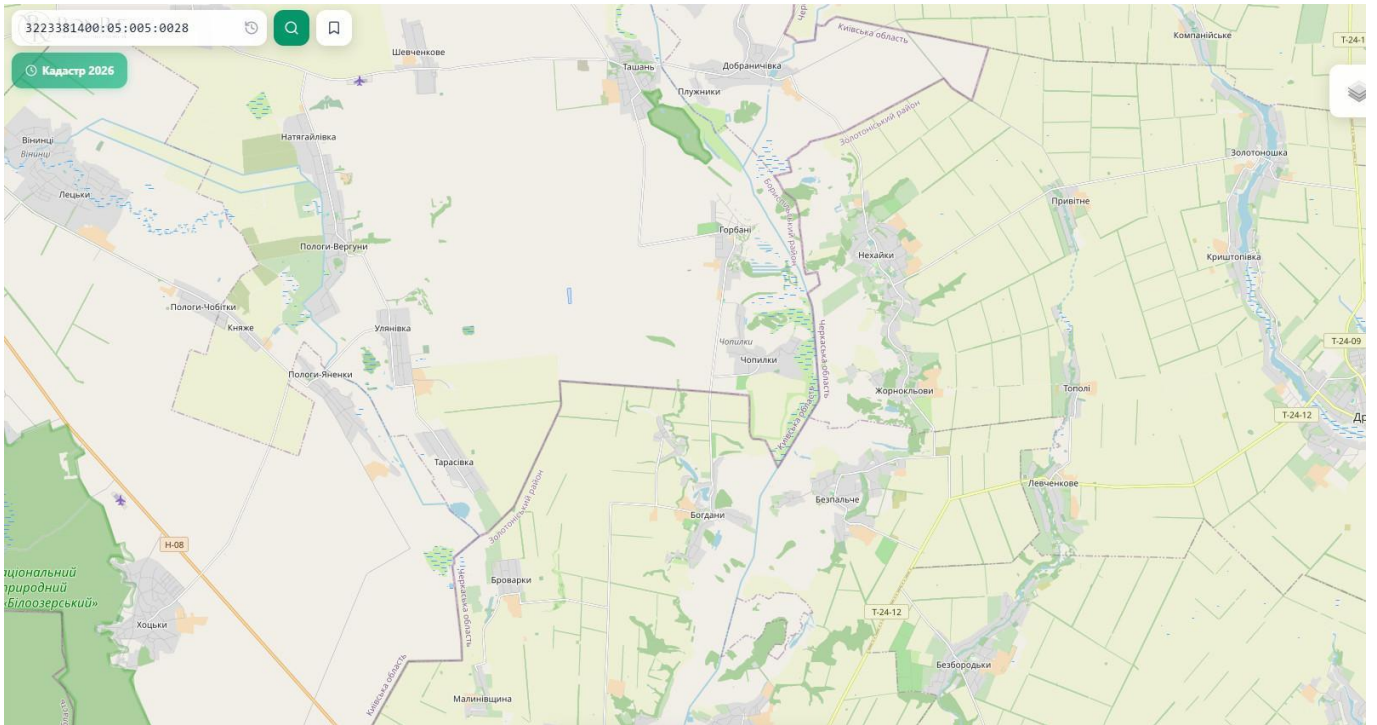 3223381400:05:005:0028
Кадастр 2026
Київська область
Компанійське
Т-24-1
Шевченкове
Ташань
Добраничівка
Плужники
Золотоніський район
Вінинці
Вінинці
Натягайлівка
Золотоношка
Лецьки
Привітне
Пологи-Вергуни
Горбані
Нехайки
Криштопівка
Пологи-Чобітки
Княже
Улянівка
Черкаська область
Чопилки
Чопилки
Т-24-09
Пологи-Яненки
Жорнокльови
Тополі
Т-24-12
Др
Київська область
Тарасівка
Левченкове
Безпальче
Золотоніський район
Богдани
Н-08
Броварки
Черкаська область
Т-24-12
«Білоозерський»
Хоцьки
Безбородьки
Київська область
Малинівщина